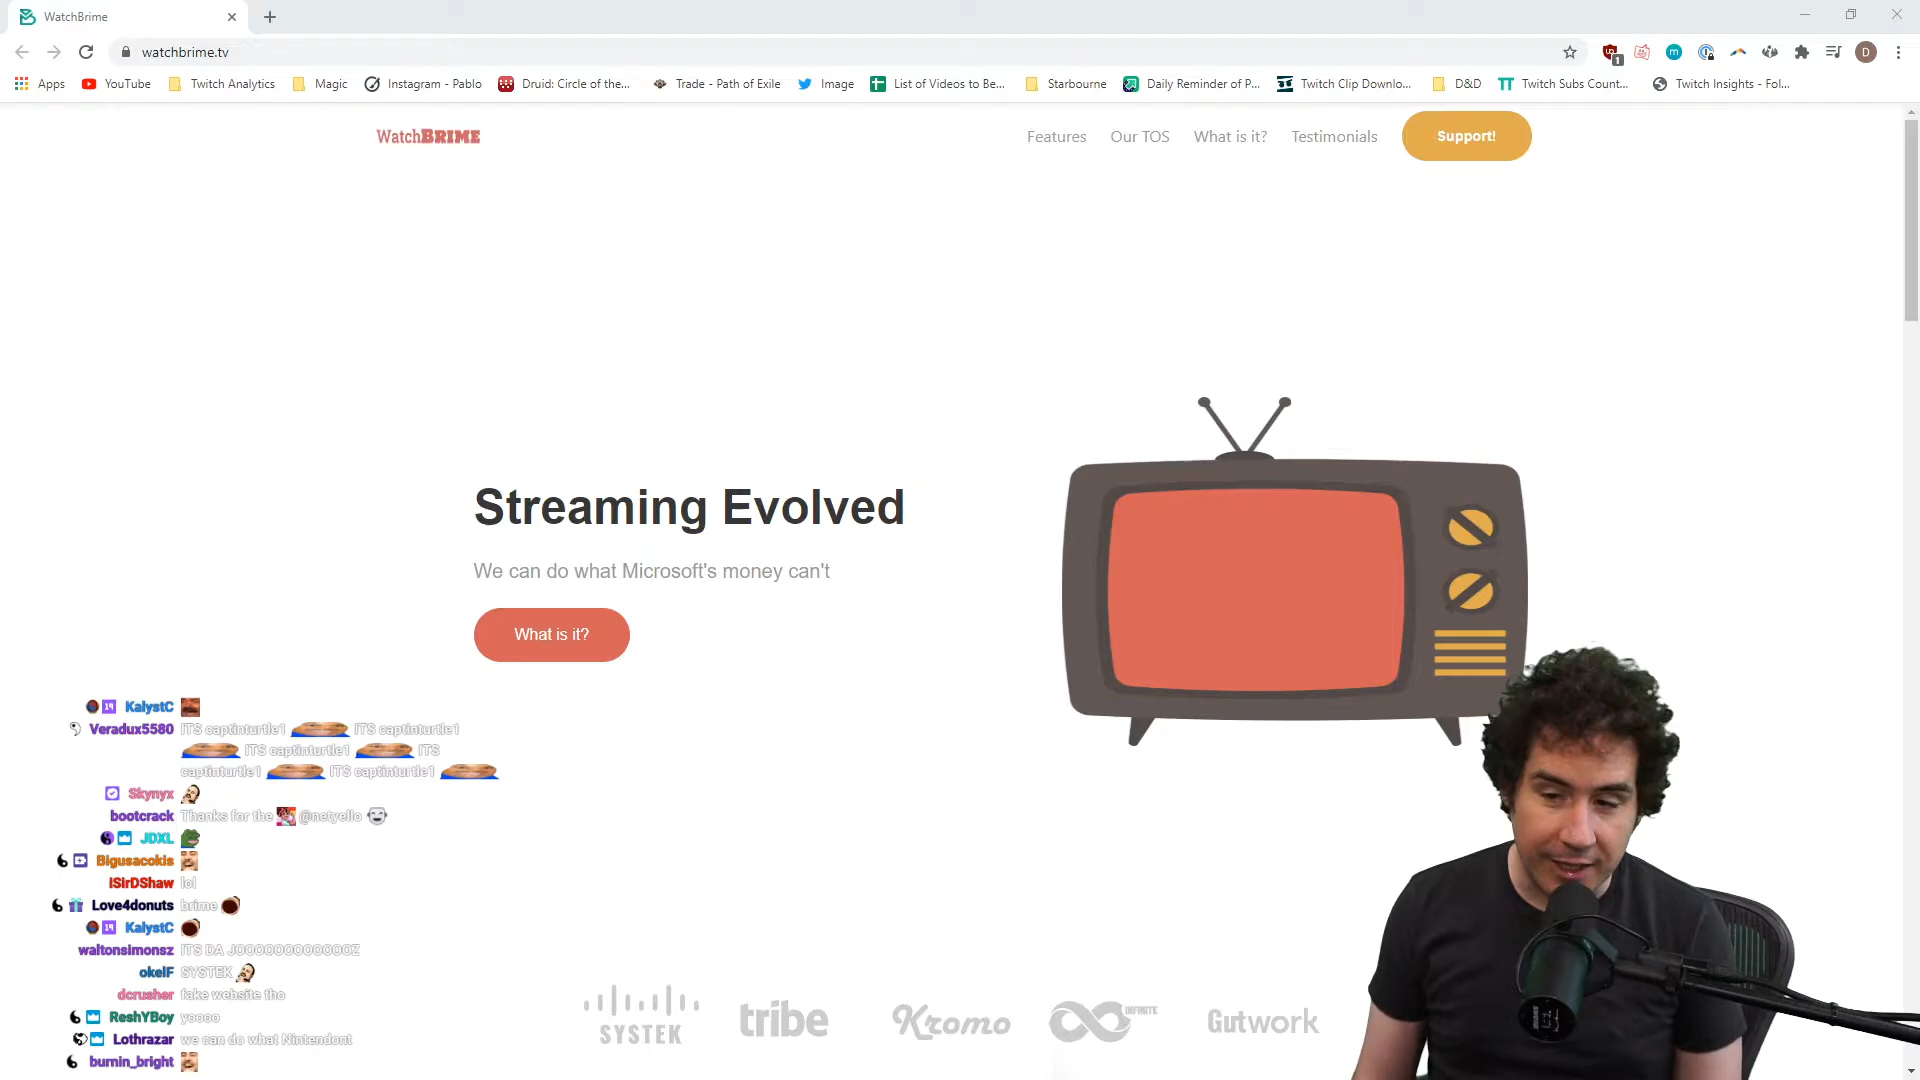 WatchBrime
watchbrime.tv
1
m
D
Apps
YouTube
Twitch Analytics
Magic
Instagram - Pablo
Druid: Circle of the...
Trade - Path of Exile
Image
List of Videos to Be...
Starbourne
Daily Reminder of P...
Twitch Clip Downlo...
D&D
Twitch Subs Count...
Twitch Insights - Fol...
WatchBRIME
Features
Our TOS
What is it?
Testimonials
Support!
Streaming Evolved
We can do what Microsoft's money can't
What is it?
KalystC
Veradux5580 ITS captinturtle1 ITS captinturtle1
ITS captinturtle1 ITS
captinturtle1 ITS captinturtle1
Skynyx
bootcrack Thanks for the @netyello
JDXL
Bigusacokis
iSirDShaw lol
Love4donuts brime
KalystC
waltonsimonsz ITS DA JOOOOOOOOOOOOZ
okelF SYSTEK
dcrusher fake website tho
ReshYBoy yoooo
Lothrazar we can do what Nintendont
burnin_bright
SYSTEK
tribe
Kromo
INFINITE
Gutwork